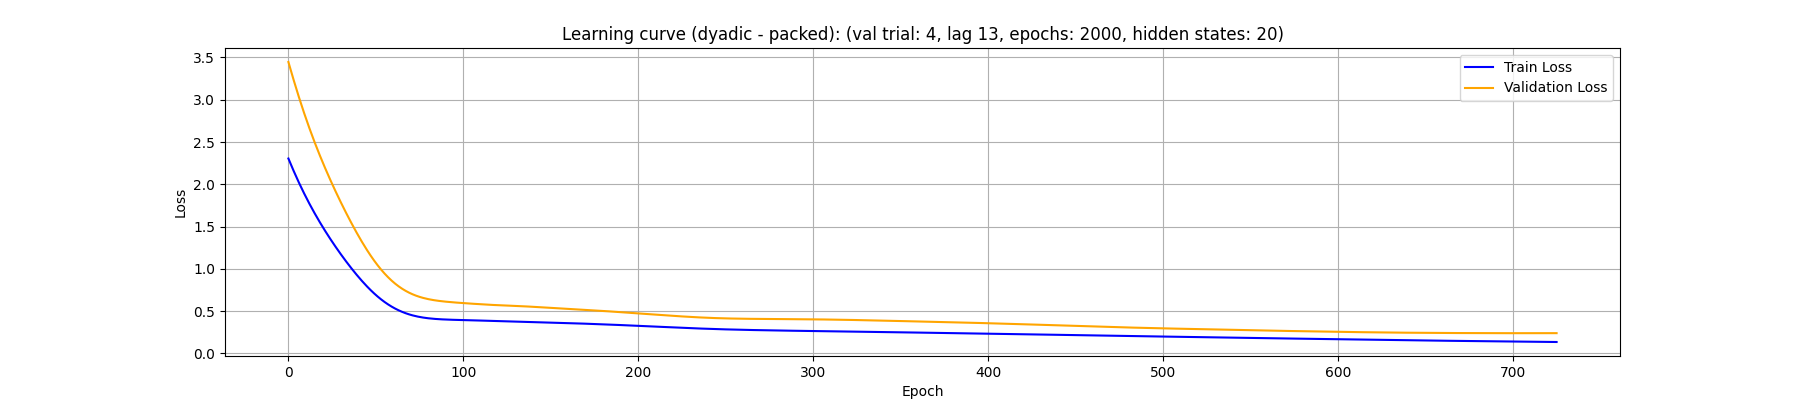 Learning curve (dyadic - packed): (val trial: 4, lag 13, epochs: 2000, hidden states: 20)
3.5
3.0
2.5
2.0
1.5
1.0
0.5
0.0
Loss
Train Loss
Validation Loss
0 100 200 300 400 500 600 700
Epoch